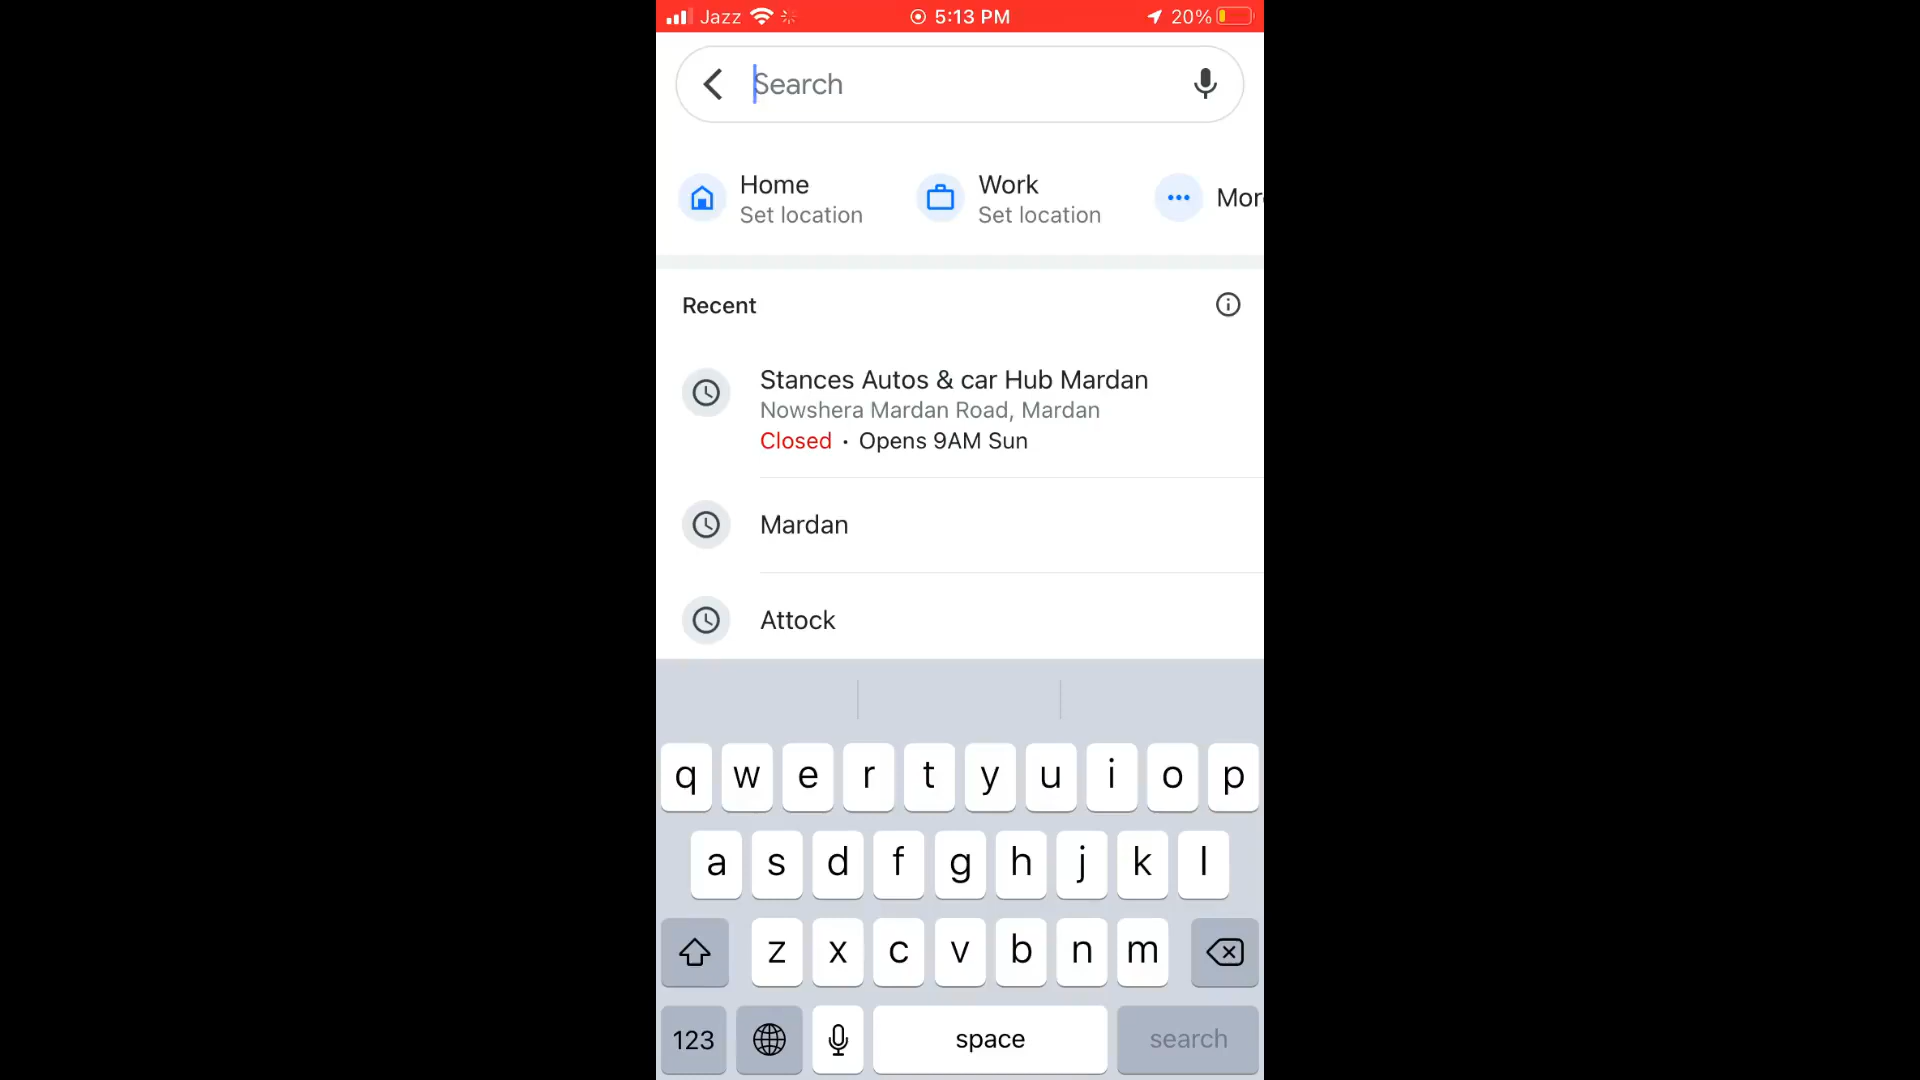 Jazz 5:13 PM 20%
Search
Home
Set location
Work
Set location
Mor
Recent
Stances Autos & car Hub Mardan
Nowshera Mardan Road, Mardan
Closed · Opens 9AM Sun
Mardan
Attock
q w e r t y u i o p
a s d f g h j k l
z x c v b n m
123 space search